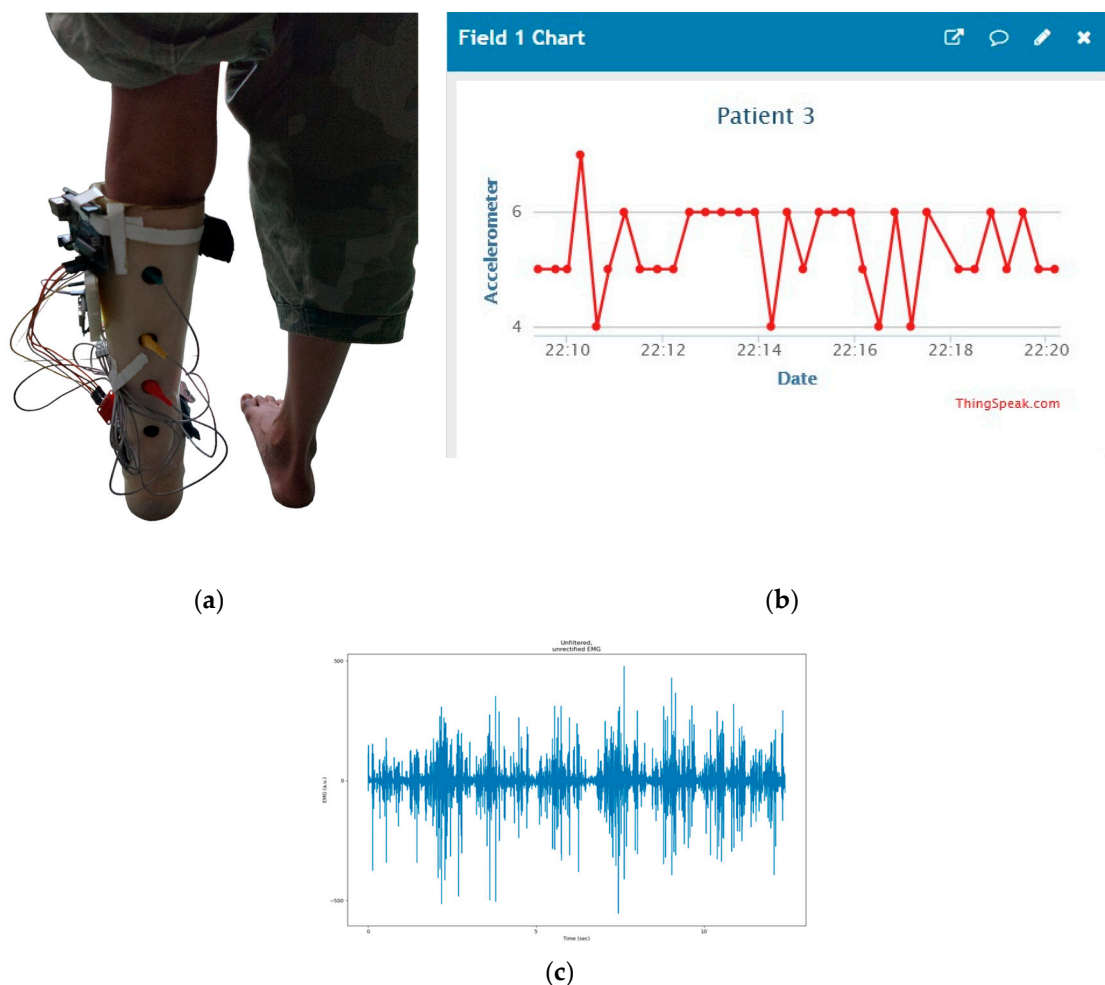 Field 1 Chart
Patient 3
Accelerometer
6
4
22:10 22:12 22:14 22:16 22:18 22:20
Date
ThingSpeak.com
(a)
(b)
Unfiltered,
unrectified EMG
EMG (a.u.)
500
0
−500
0 5 10
Time (sec)
(c)